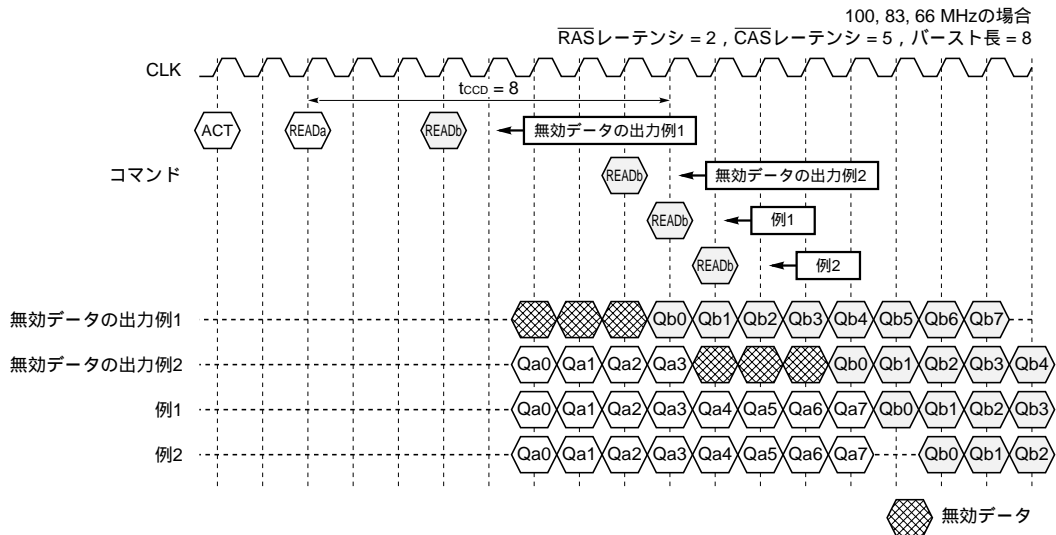 100, 83, 66 MHzの場合
RASレーテンシ = 2 , CASレーテンシ = 5 , バースト長 = 8
CLK
tCCD = 8
ACT READa READb 無効データの出力例1
コマンド READb 無効データの出力例2
READb 例1
READb 例2
無効データの出力例1 Qb0 Qb1 Qb2 Qb3 Qb4 Qb5 Qb6 Qb7
無効データの出力例2 Qa0 Qa1 Qa2 Qa3 Qb0 Qb1 Qb2 Qb3 Qb4
例1 Qa0 Qa1 Qa2 Qa3 Qa4 Qa5 Qa6 Qa7 Qb0 Qb1 Qb2 Qb3
例2 Qa0 Qa1 Qa2 Qa3 Qa4 Qa5 Qa6 Qa7 Qb0 Qb1 Qb2
無効データ